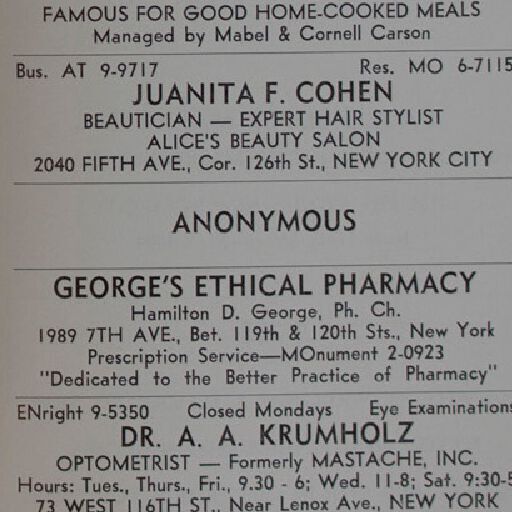 FAMOUS FOR GOOD HOME-COOKED MEALS
Managed by Mabel & Cornell Carson
Bus. AT 9-9717 Res. MO 6-7115
JUANITA F. COHEN
BEAUTICIAN — EXPERT HAIR STYLIST
ALICE'S BEAUTY SALON
2040 FIFTH AVE., Cor. 126th St., NEW YORK CITY
ANONYMOUS
GEORGE'S ETHICAL PHARMACY
Hamilton D. George, Ph. Ch.
1989 7TH AVE., Bet. 119th & 120th Sts., New York
Prescription Service—MOnument 2-0923
"Dedicated to the Better Practice of Pharmacy"
ENright 9-5350 Closed Mondays Eye Examinations
DR. A. A. KRUMHOLZ
OPTOMETRIST — Formerly MASTACHE, INC.
Hours: Tues., Thurs., Fri., 9.30 - 6; Wed. 11-8; Sat. 9:30-5
73 WEST 116TH ST., Near Lenox Ave., NEW YORK